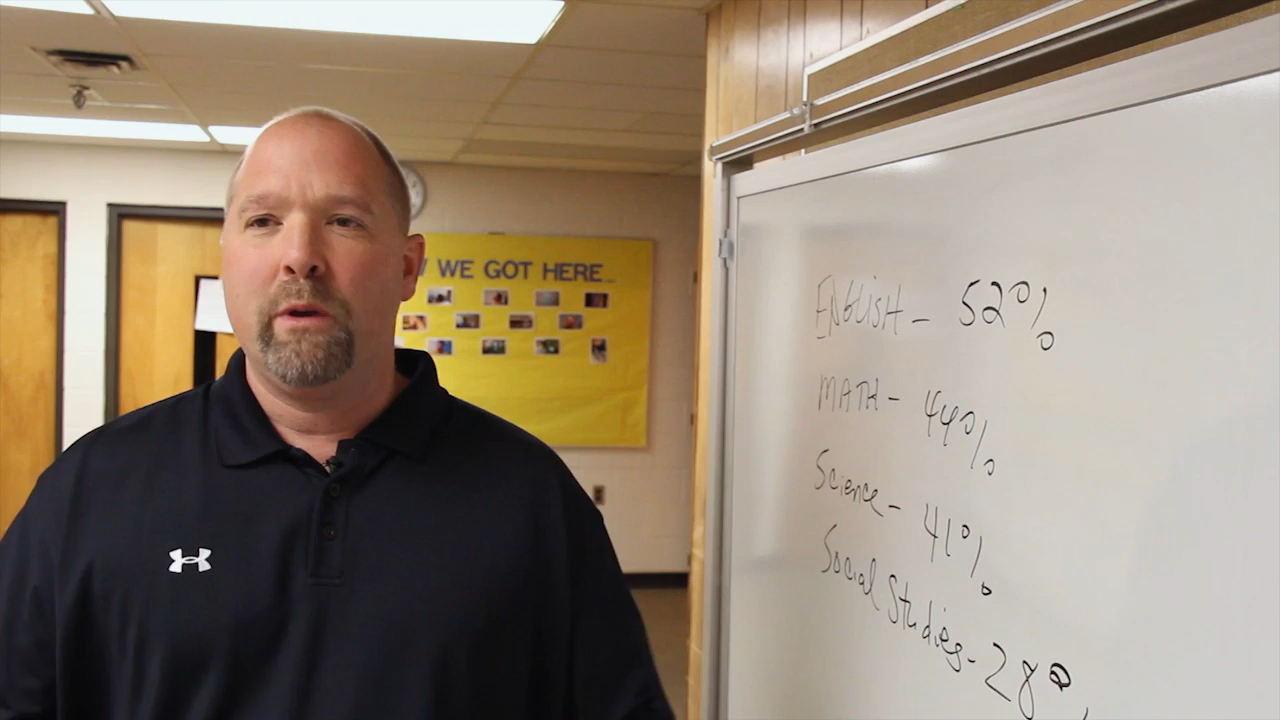 WE GOT HERE...
ENGLISH - 52%
MATH - 44%
Science - 41%
Social Studies - 28%